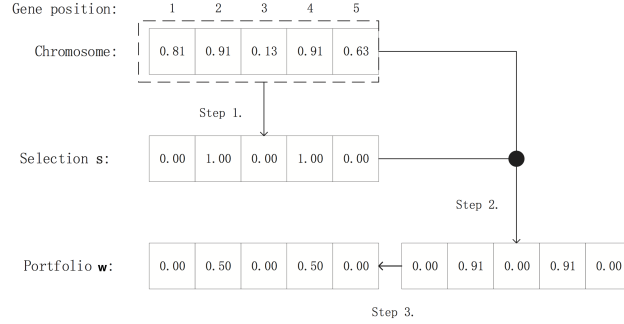 Gene position: 1 2 3 4 5
Chromosome: 0.81 0.91 0.13 0.91 0.63
Step 1.
Selection s: 0.00 1.00 0.00 1.00 0.00
Step 2.
Portfolio w: 0.00 0.50 0.00 0.50 0.00 0.00 0.91 0.00 0.91 0.00
Step 3.